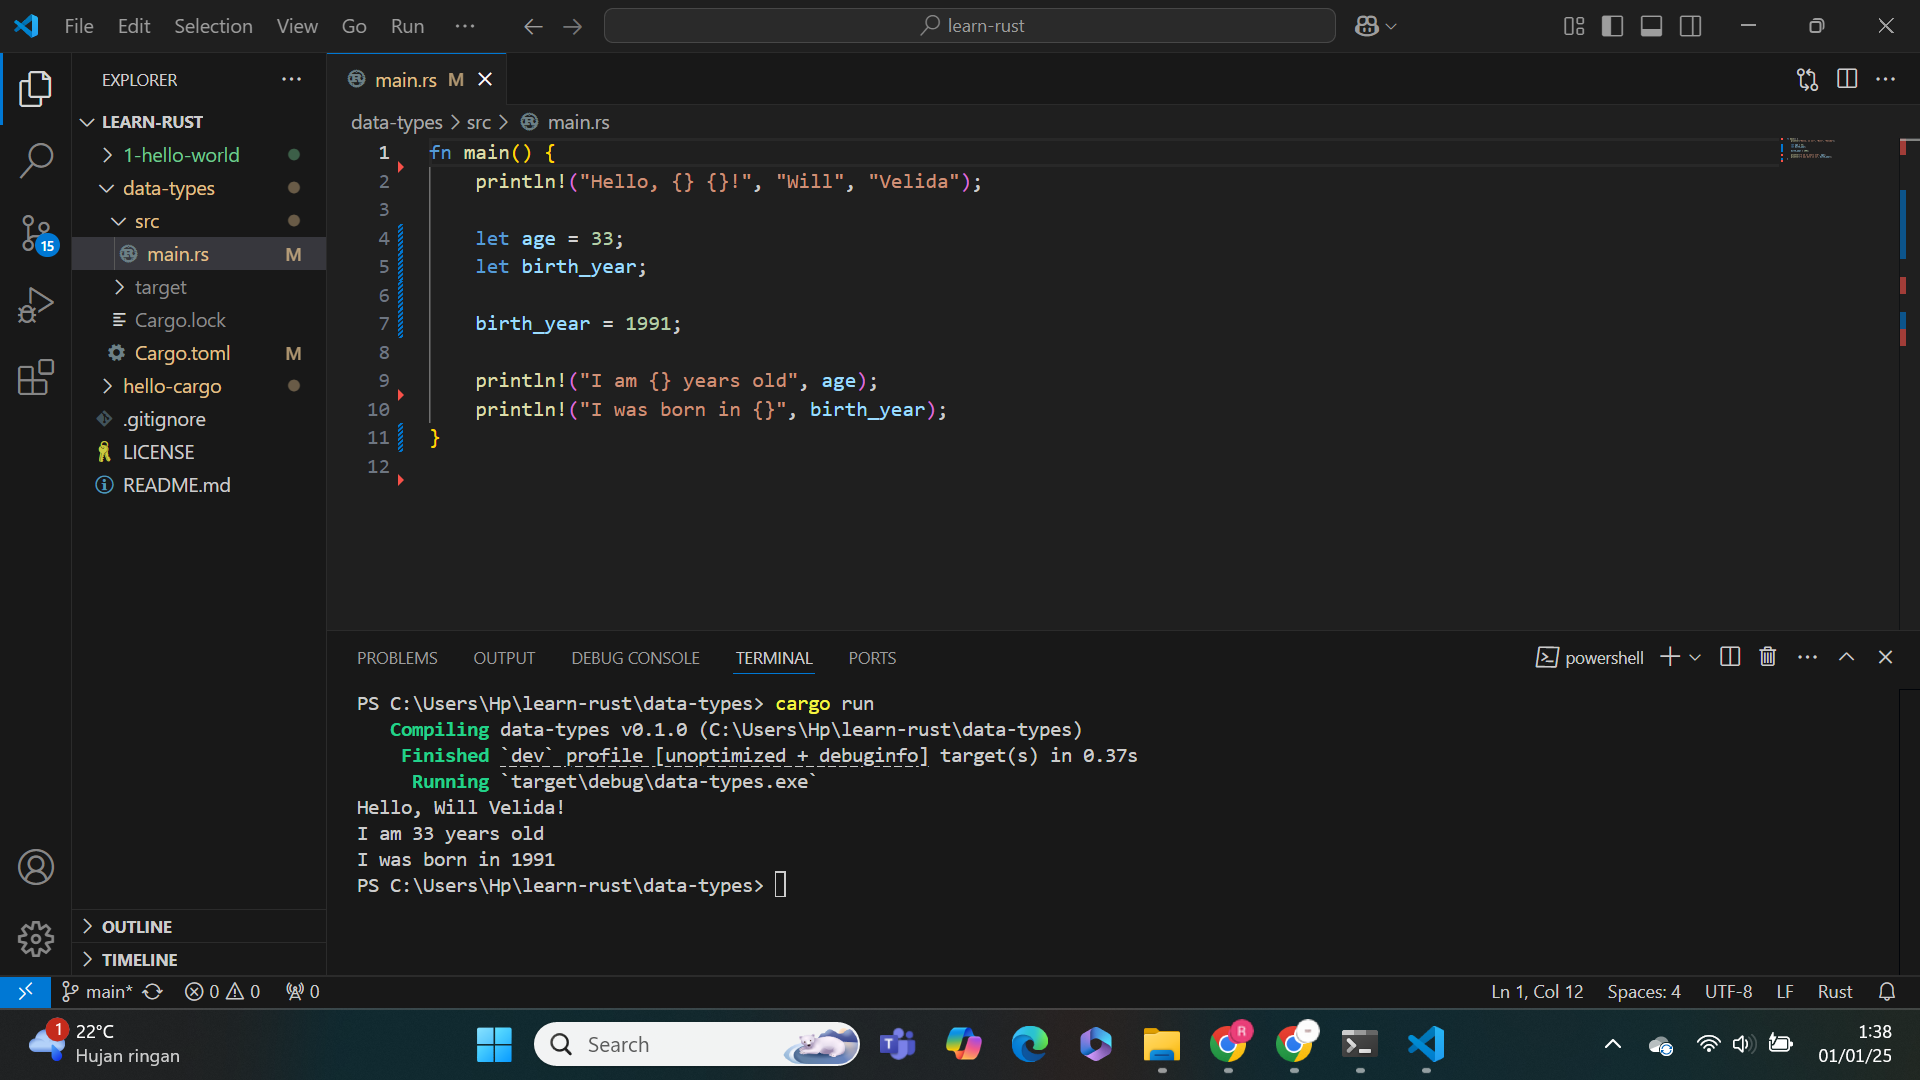 File Edit Selection View Go Run ··· learn-rust
EXPLORER
LEARN-RUST
1-hello-world
data-types
src
main.rs M
target
Cargo.lock
Cargo.toml M
hello-cargo
.gitignore
LICENSE
README.md
OUTLINE
TIMELINE
15
main.rs M
data-types > src > main.rs
1 fn main() {
2 println!("Hello, {} {}!", "Will", "Velida");
3
4 let age = 33;
5 let birth_year;
6
7 birth_year = 1991;
8
9 println!("I am {} years old", age);
10 println!("I was born in {}", birth_year);
11 }
12
PROBLEMS OUTPUT DEBUG CONSOLE TERMINAL PORTS powershell
PS C:\Users\Hp\learn-rust\data-types> cargo run
Compiling data-types v0.1.0 (C:\Users\Hp\learn-rust\data-types)
Finished `dev` profile [unoptimized + debuginfo] target(s) in 0.37s
Running `target\debug\data-types.exe`
Hello, Will Velida!
I am 33 years old
I was born in 1991
PS C:\Users\Hp\learn-rust\data-types>
main* 0 0 0 Ln 1, Col 12 Spaces: 4 UTF-8 LF Rust
1 22°C
Hujan ringan
Search
R
1:38
01/01/25